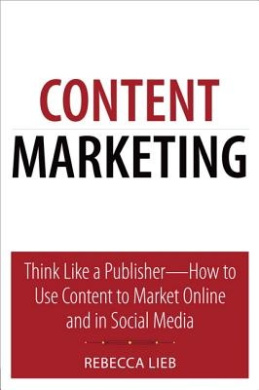 CONTENT
MARKETING
Think Like a Publisher—How to
Use Content to Market Online
and in Social Media
REBECCA LIEB